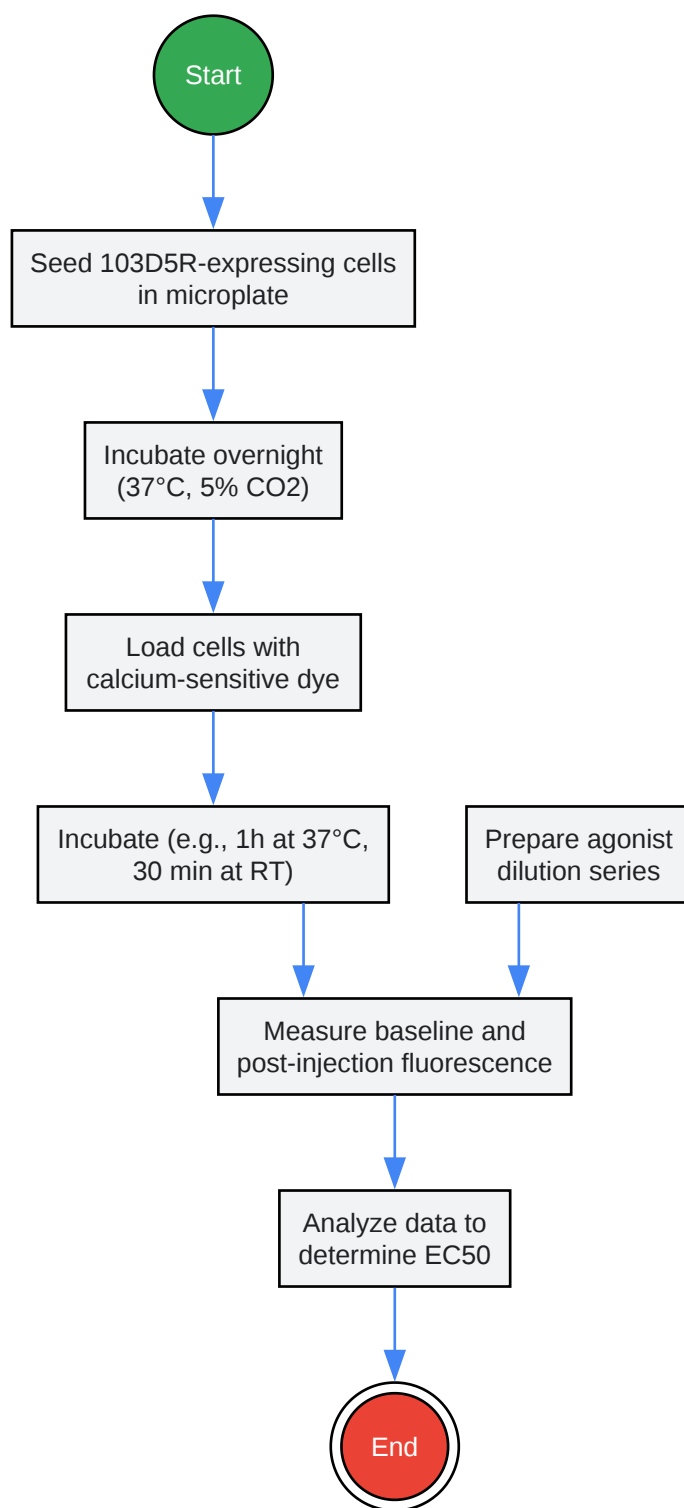 Start
Seed 103D5R-expressing cells
in microplate
Incubate overnight
(37°C, 5% CO2)
Load cells with
calcium-sensitive dye
Incubate (e.g., 1h at 37°C,
30 min at RT)
Prepare agonist
dilution series
Measure baseline and
post-injection fluorescence
Analyze data to
determine EC50
End